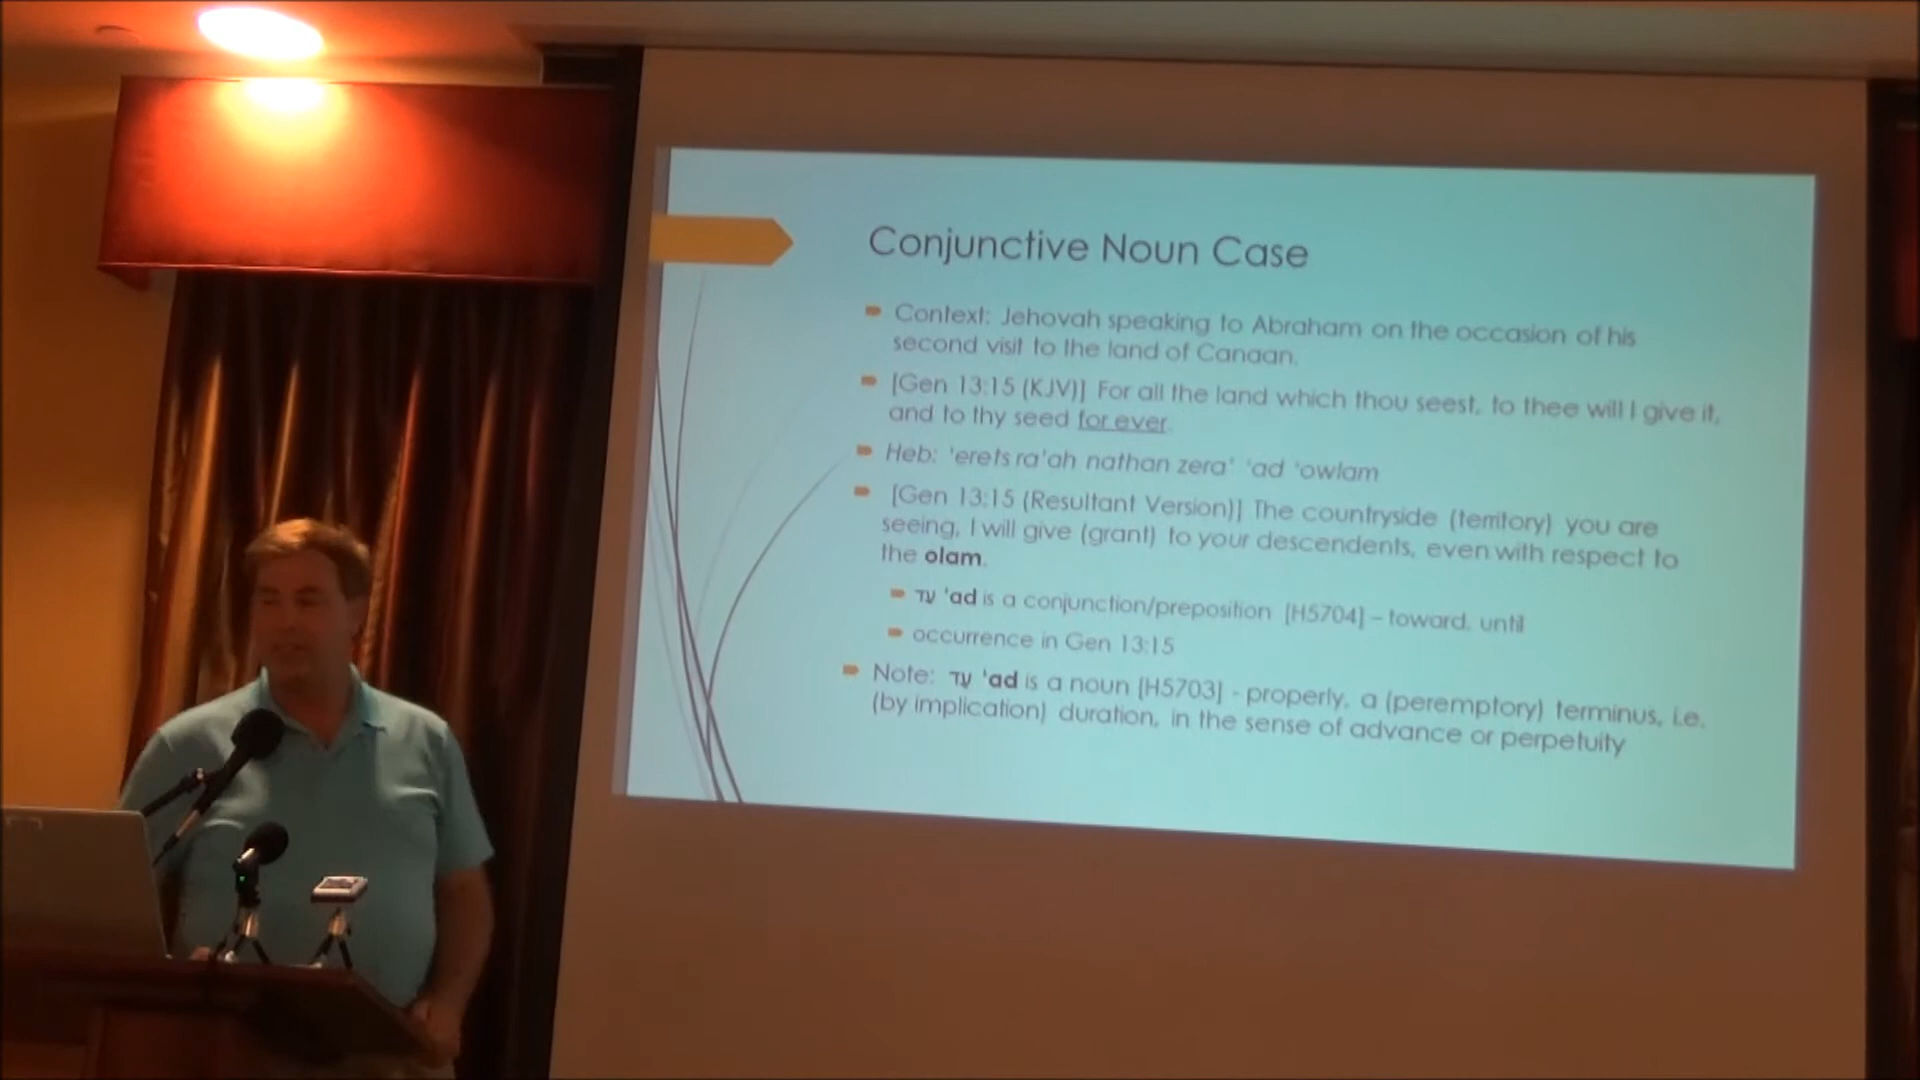 Conjunctive Noun Case
Context: Jehovah speaking to Abraham on the occasion of his
second visit to the land of Canaan.
[Gen 13:15 (KJV)] For all the land which thou seest, to thee will I give it,
and to thy seed for ever.
Heb: 'erets ra'ah nathan zera' 'ad 'owlam
[Gen 13:15 (Resultant Version)] The countryside (territory) you are
seeing, I will give (grant) to your descendents, even with respect to
the olam.
עד 'ad is a conjunction/preposition [H5704] – toward, until
occurrence in Gen 13:15
Note: עד 'ad is a noun [H5703] - properly, a (peremptory) terminus, i.e.
(by implication) duration, in the sense of advance or perpetuity